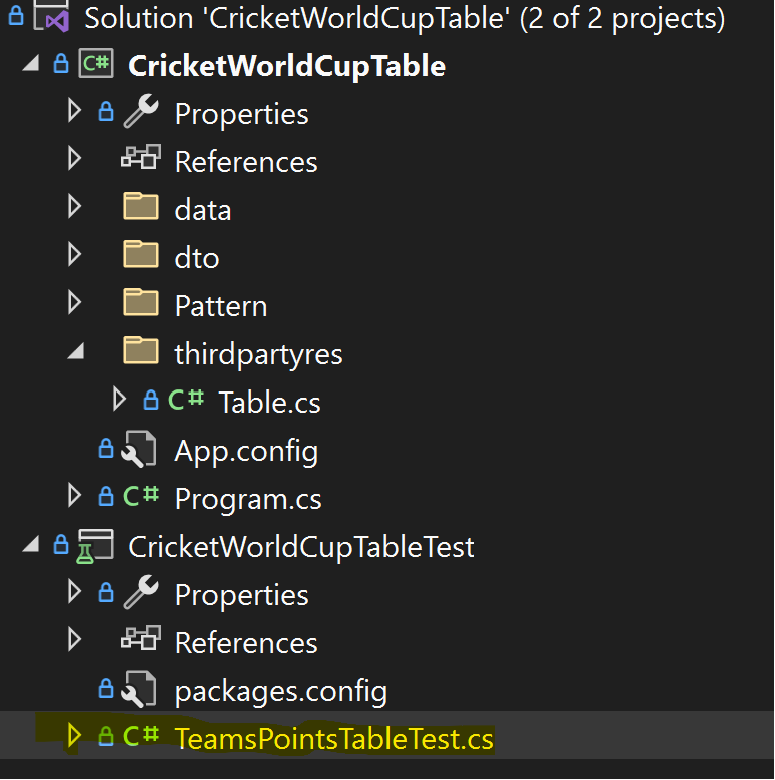 Solution 'CricketWorldCupTable' (2 of 2 projects)
C# CricketWorldCupTable
Properties
References
data
dto
Pattern
thirdpartyres
C# Table.cs
App.config
C# Program.cs
CricketWorldCupTableTest
Properties
References
packages.config
C# TeamsPointsTableTest.cs